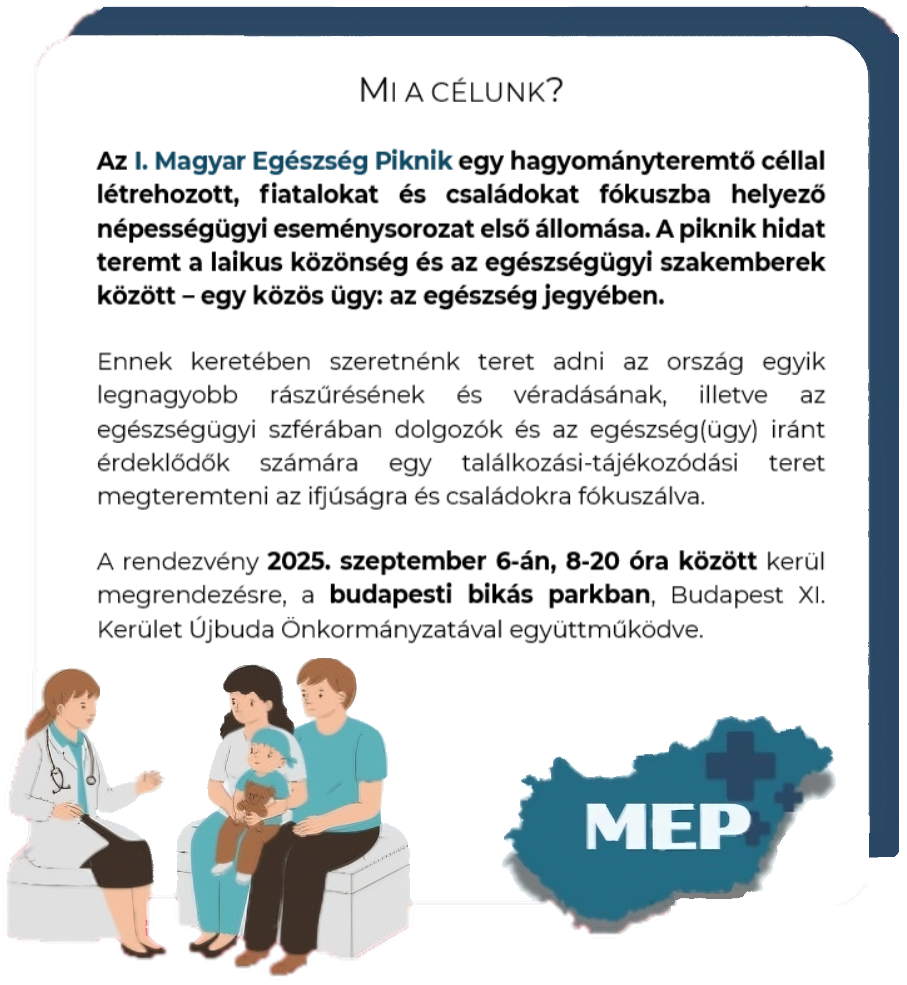 MI A CÉLUNK?
Az I. Magyar Egészség Piknik egy hagyományteremtő céllal
létrehozott, fiatalokat és családokat fókuszba helyező
népességügyi eseménysorozat első állomása. A piknik hidat
teremt a laikus közönség és az egészségügyi szakemberek
között – egy közös ügy: az egészség jegyében.
Ennek keretében szeretnénk teret adni az ország egyik
legnagyobb rászűrésének és véradásának, illetve az
egészségügyi szférában dolgozók és az egészség(ügy) iránt
érdeklődők számára egy találkozási-tájékozódási teret
megteremteni az ifjúságra és családokra fókuszálva.
A rendezvény 2025. szeptember 6-án, 8-20 óra között kerül
megrendezésre, a budapesti bikás parkban, Budapest XI.
Kerület Újbuda Önkormányzatával együttműködve.
MEP